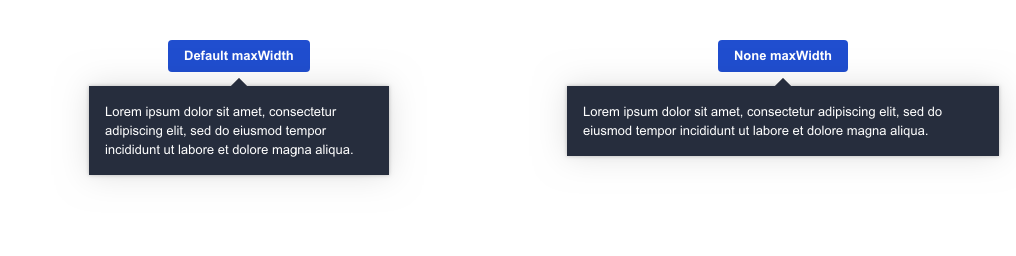 Default maxWidth
Lorem ipsum dolor sit amet, consectetur
adipiscing elit, sed do eiusmod tempor
incididunt ut labore et dolore magna aliqua.
None maxWidth
Lorem ipsum dolor sit amet, consectetur adipiscing elit, sed do
eiusmod tempor incididunt ut labore et dolore magna aliqua.